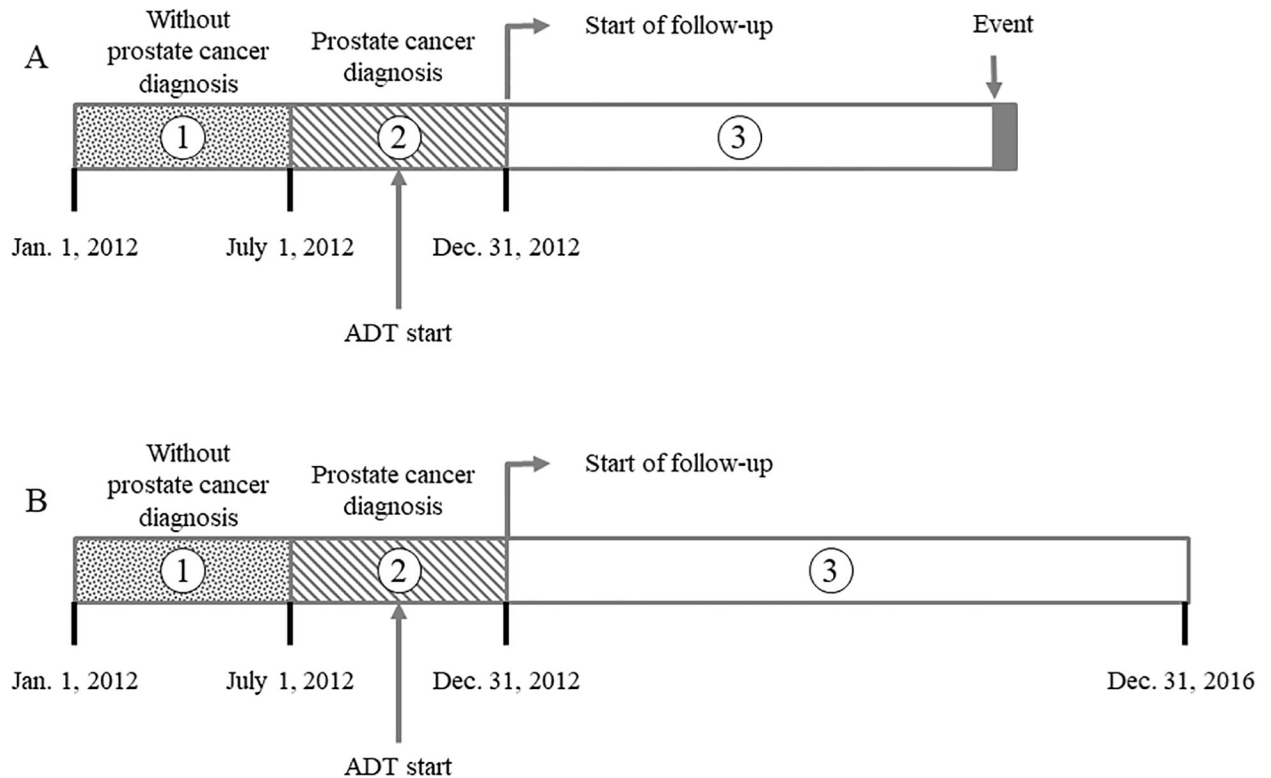 Without
prostate cancer
diagnosis
Prostate cancer
diagnosis
Start of follow-up
Event
A
1
2
3
Jan. 1, 2012
July 1, 2012
Dec. 31, 2012
ADT start
Without
prostate cancer
diagnosis
Prostate cancer
diagnosis
Start of follow-up
B
1
2
3
Jan. 1, 2012
July 1, 2012
Dec. 31, 2012
Dec. 31, 2016
ADT start